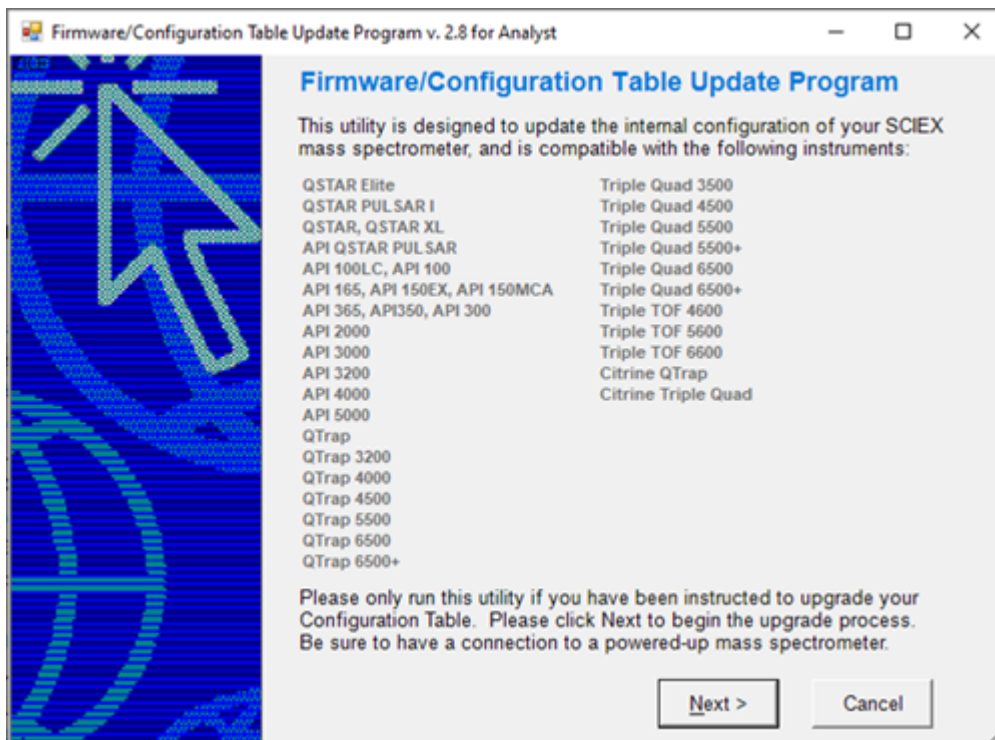 Firmware/Configuration Table Update Program v. 2.8 for Analyst
Firmware/Configuration Table Update Program
This utility is designed to update the internal configuration of your SCIEX
mass spectrometer, and is compatible with the following instruments:
QSTAR Elite
QSTAR PULSAR I
QSTAR, QSTAR XL
API QSTAR PULSAR
API 100LC, API 100
API 165, API 150EX, API 150MCA
API 365, API350, API 300
API 2000
API 3000
API 3200
API 4000
API 5000
QTrap
QTrap 3200
QTrap 4000
QTrap 4500
QTrap 5500
QTrap 6500
QTrap 6500+
Triple Quad 3500
Triple Quad 4500
Triple Quad 5500
Triple Quad 5500+
Triple Quad 6500
Triple Quad 6500+
Triple TOF 4600
Triple TOF 5600
Triple TOF 6600
Citrine QTrap
Citrine Triple Quad
Please only run this utility if you have been instructed to upgrade your
Configuration Table.  Please click Next to begin the upgrade process.
Be sure to have a connection to a powered-up mass spectrometer.
Next >
Cancel